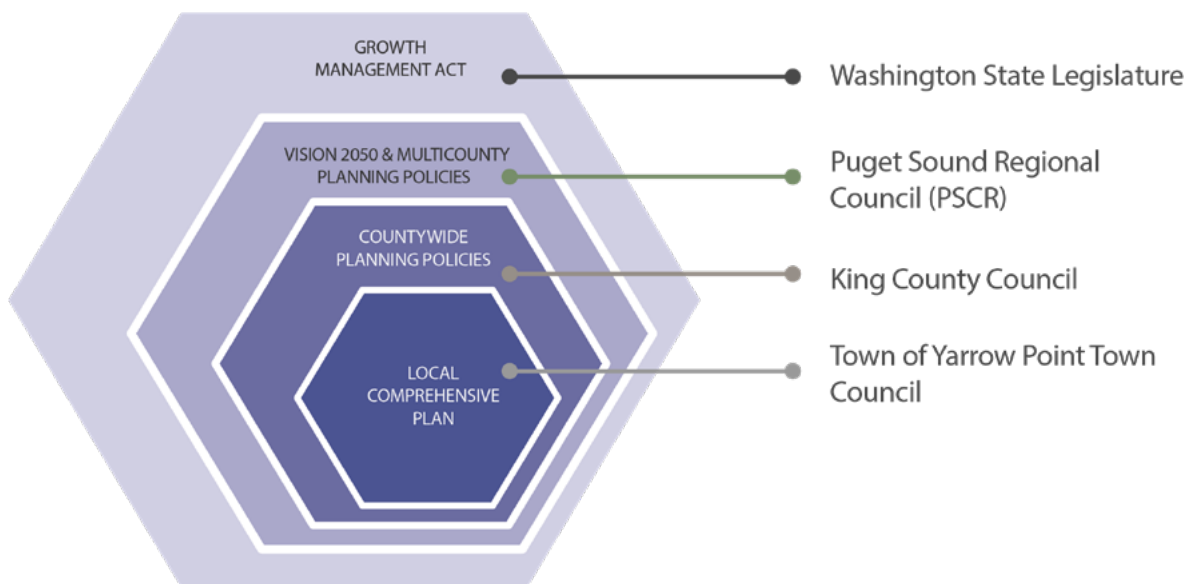 GROWTH
MANAGEMENT ACT
Washington State Legislature
VISION 2050 & MULTICOUNTY
PLANNING POLICIES
Puget Sound Regional
Council (PSCR)
COUNTYWIDE
PLANNING POLICIES
King County Council
LOCAL
COMPREHENSIVE
PLAN
Town of Yarrow Point Town
Council